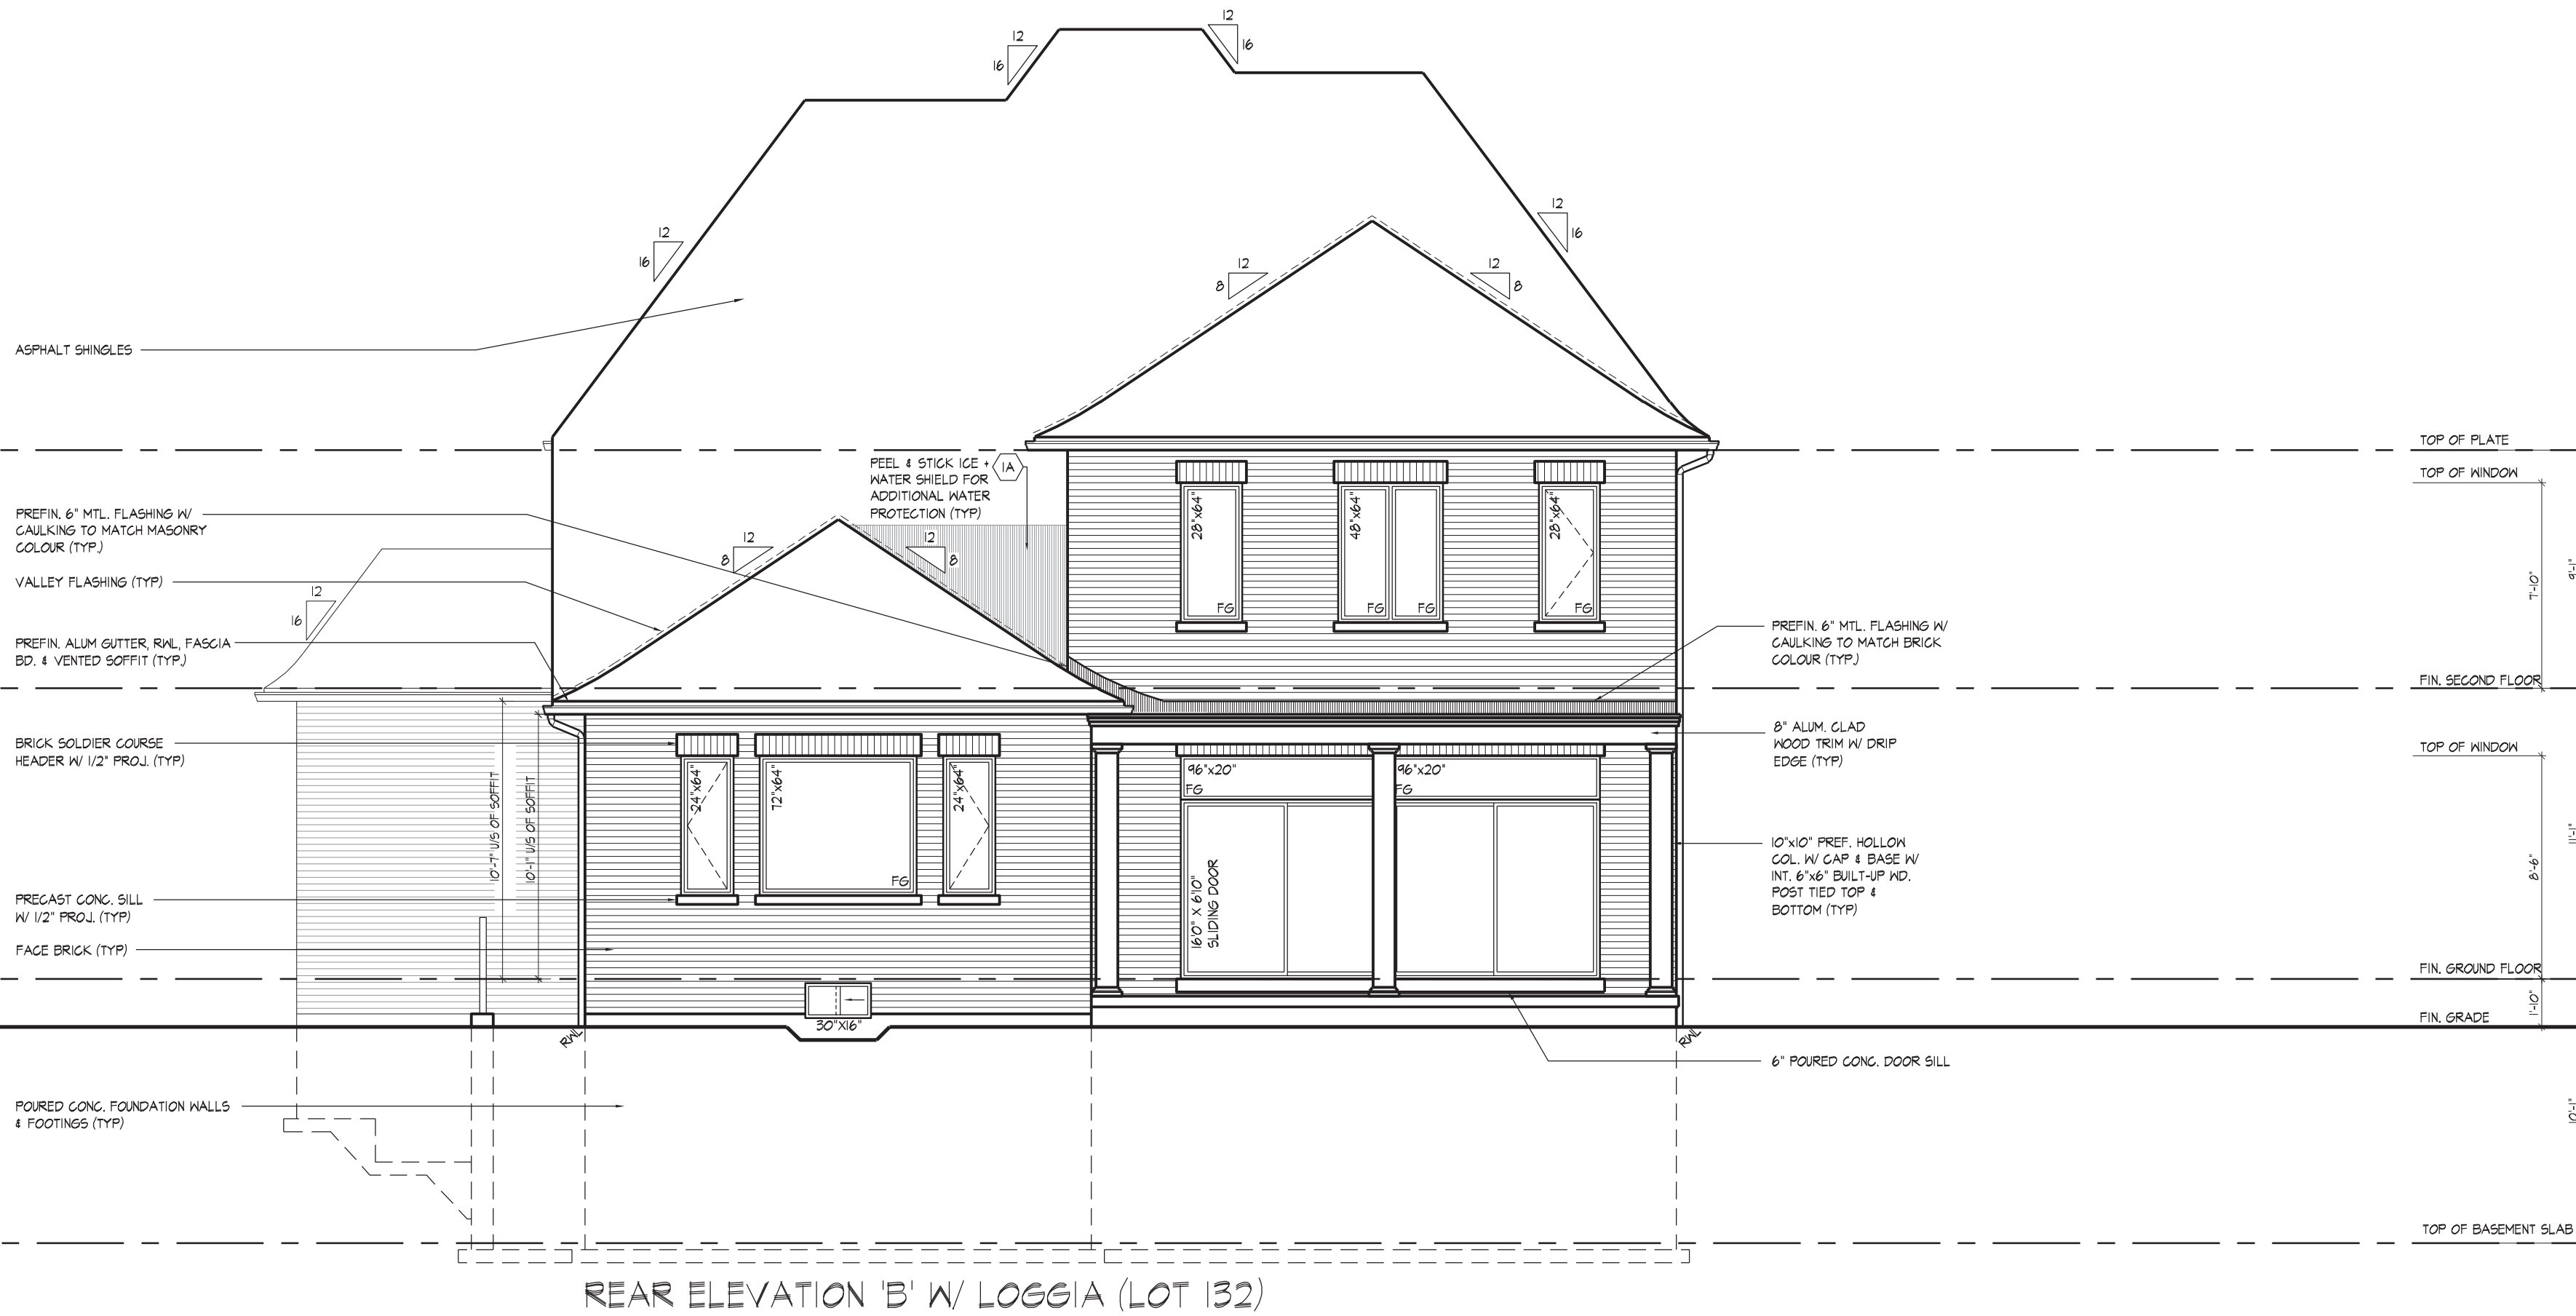 12
16
12
16
12
16
12
16
12
8
12
8
ASPHALT SHINGLES
TOP OF PLATE
TOP OF WINDOW
PEEL & STICK ICE +
WATER SHIELD FOR
ADDITIONAL WATER
PROTECTION (TYP)
1A
PREFIN. 6" MTL. FLASHING W/
CAULKING TO MATCH MASONRY
COLOUR (TYP.)
28"x64"
FG
48"x64"
FG
FG
28"x64"
FG
12
8
12
8
VALLEY FLASHING (TYP)
12
16
7'-10"
9'-1"
PREFIN. ALUM GUTTER, RWL, FASCIA
BD. & VENTED SOFFIT (TYP.)
PREFIN. 6" MTL. FLASHING W/
CAULKING TO MATCH BRICK
COLOUR (TYP.)
FIN. SECOND FLOOR
BRICK SOLDIER COURSE
HEADER W/ 1/2" PROJ. (TYP)
8" ALUM. CLAD
WOOD TRIM W/ DRIP
EDGE (TYP)
TOP OF WINDOW
10'-7" U/S OF SOFFIT
10'-1" U/S OF SOFFIT
24"x64"
72"x64"
FG
24"x64"
96"x20"
FG
96"x20"
FG
16'0" X 6'10"
SLIDING DOOR
10"x10" PREF. HOLLOW
COL. W/ CAP & BASE W/
INT. 6"x6" BUILT-UP WD.
POST TIED TOP &
BOTTOM (TYP)
8'-6"
11'-1"
PRECAST CONC. SILL
W/ 1/2" PROJ. (TYP)
FACE BRICK (TYP)
FIN. GROUND FLOOR
1'-10"
FIN. GRADE
30"X16"
RWL
RWL
6" POURED CONC. DOOR SILL
POURED CONC. FOUNDATION WALLS
& FOOTINGS (TYP)
10'-1"
TOP OF BASEMENT SLAB
REAR ELEVATION 'B' W/ LOGGIA (LOT 132)